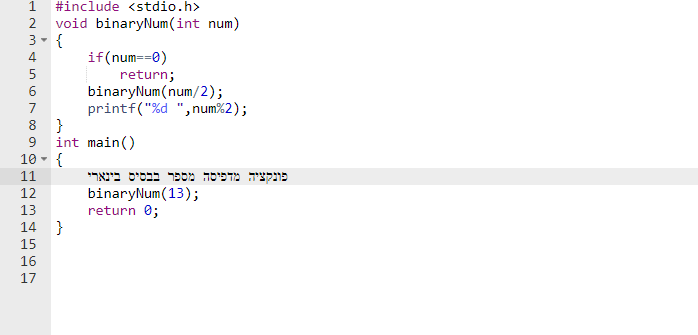 1 #include <stdio.h>
2 void binaryNum(int num)
3 {
4 if(num==0)
5 return;
6 binaryNum(num/2);
7 printf("%d ",num%2);
8 }
9 int main()
10 {
11 פונקציה מדפיסה מספר בבסיס בינארי
12 binaryNum(13);
13 return 0;
14 }
15
16
17